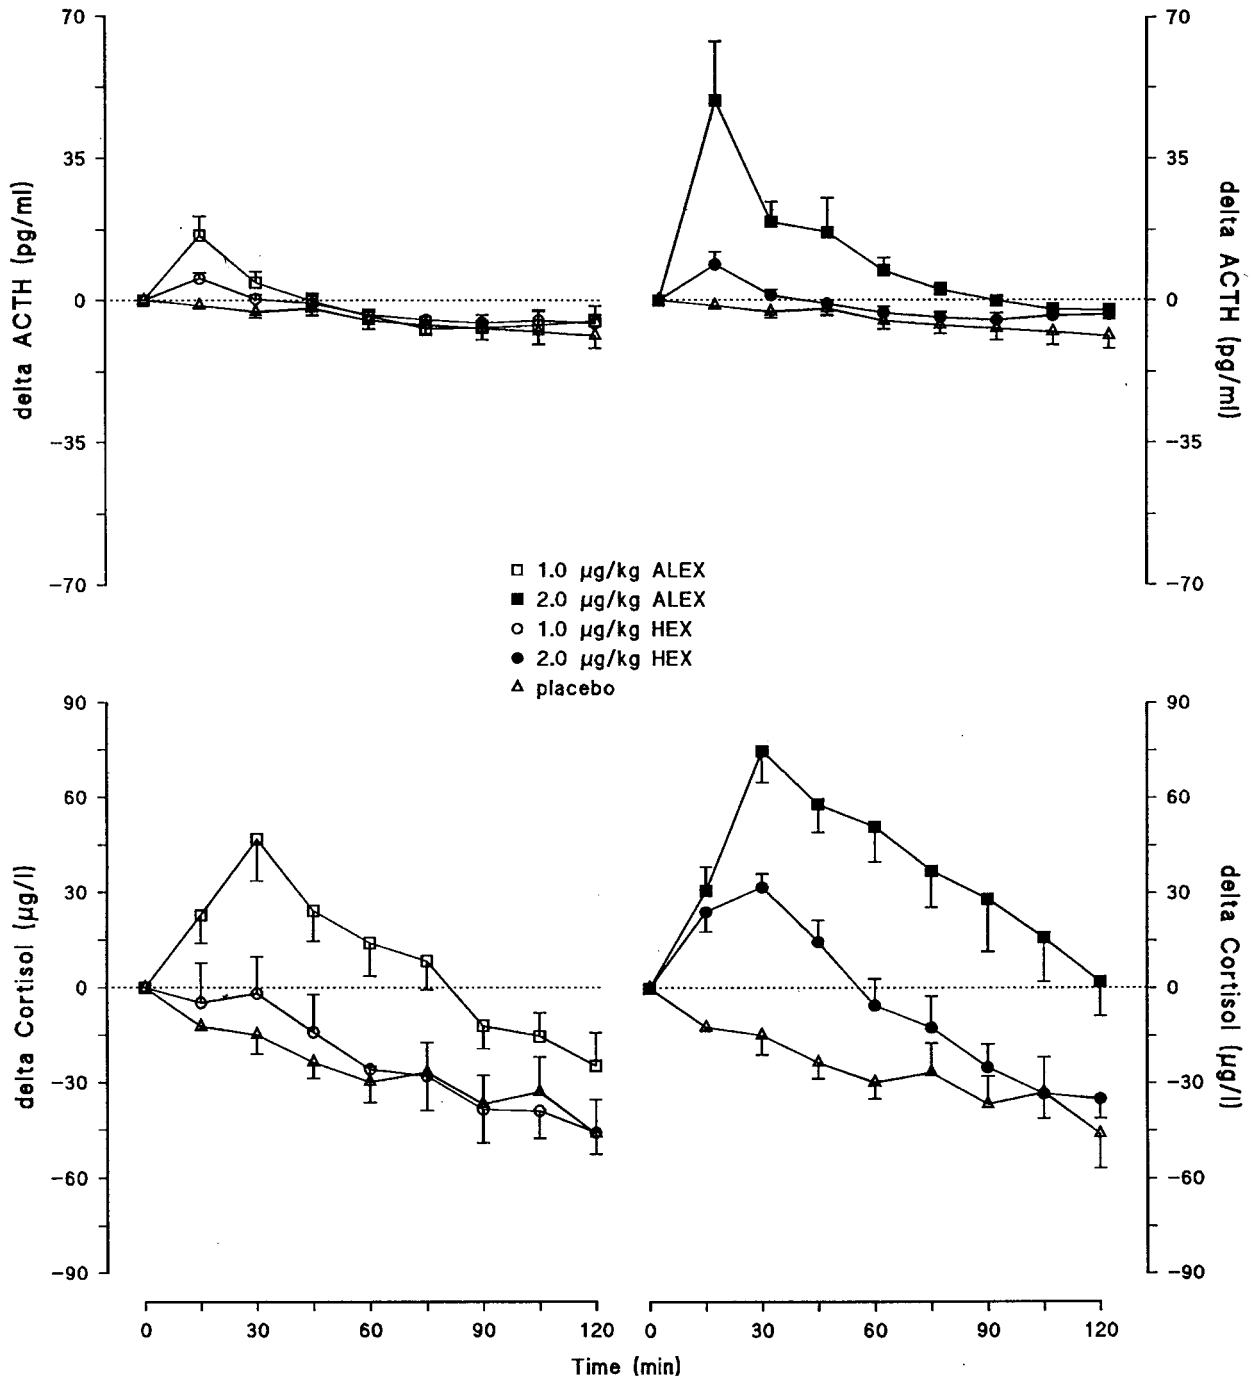 70
35
0
−35
−70
delta ACTH (pg/ml)
70
35
0
−35
−70
delta ACTH (pg/ml)
1.0 μg/kg ALEX
2.0 μg/kg ALEX
1.0 μg/kg HEX
2.0 μg/kg HEX
placebo
90
60
30
0
−30
−60
−90
delta Cortisol (μg/l)
90
60
30
0
−30
−60
−90
delta Cortisol (μg/l)
0 30 60 90 120
0 30 60 90 120
Time (min)